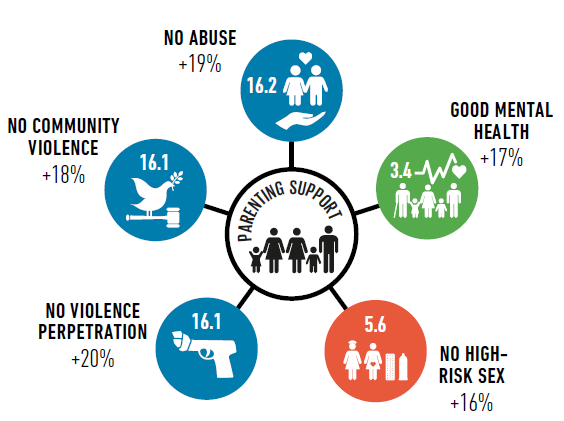 NO ABUSE
+19%
16.2
GOOD MENTAL
HEALTH
+17%
3.4
NO COMMUNITY
VIOLENCE
+18%
16.1
PARENTING SUPPORT
NO VIOLENCE
PERPETRATION
+20%
16.1
5.6
NO HIGH-
RISK SEX
+16%